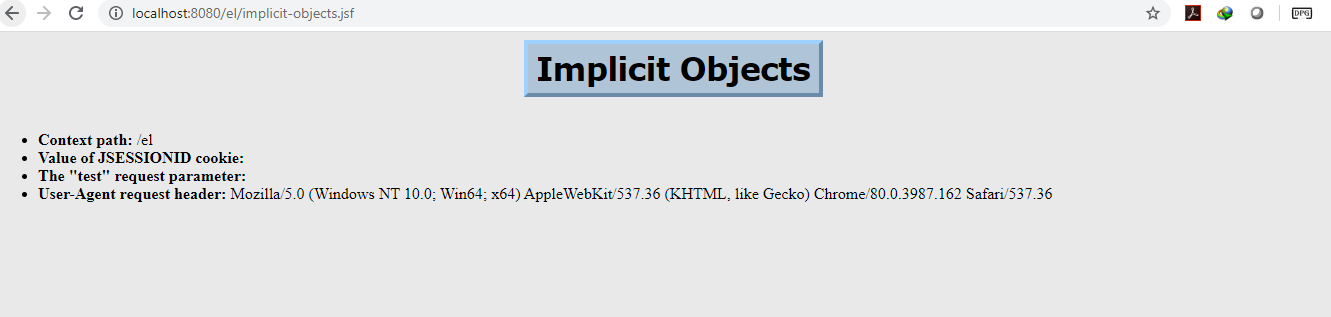 localhost:8080/el/implicit-objects.jsf
DPG
Implicit Objects
Context path: /el
Value of JSESSIONID cookie:
The "test" request parameter:
User-Agent request header: Mozilla/5.0 (Windows NT 10.0; Win64; x64) AppleWebKit/537.36 (KHTML, like Gecko) Chrome/80.0.3987.162 Safari/537.36